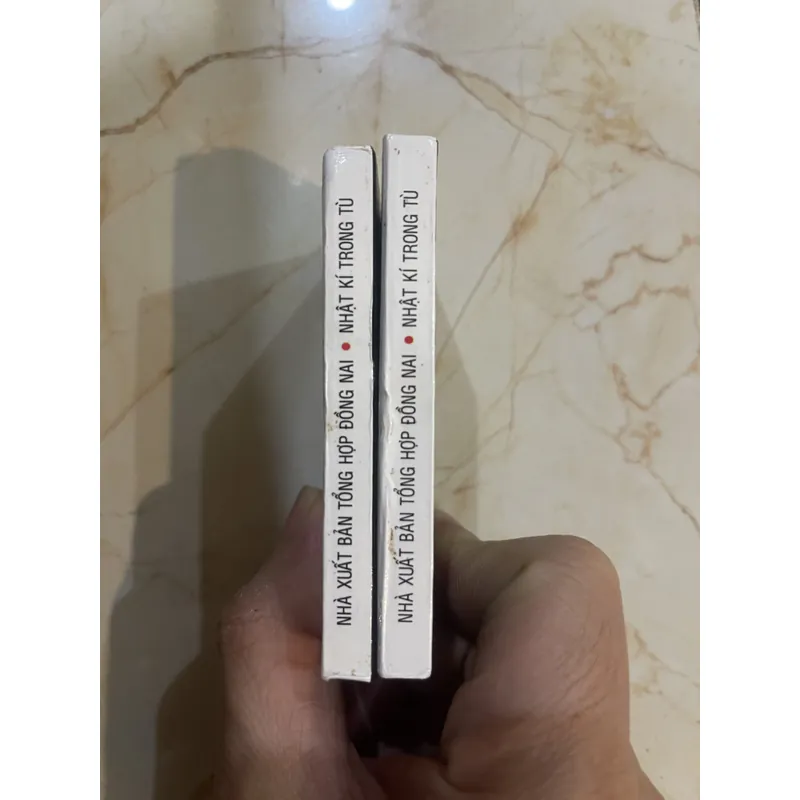 NHÀ XUẤT BẢN TỔNG HỢP ĐỒNG NAI • NHẬT KÍ TRONG TÙ
NHÀ XUẤT BẢN TỔNG HỢP ĐỒNG NAI • NHẬT KÍ TRONG TÙ